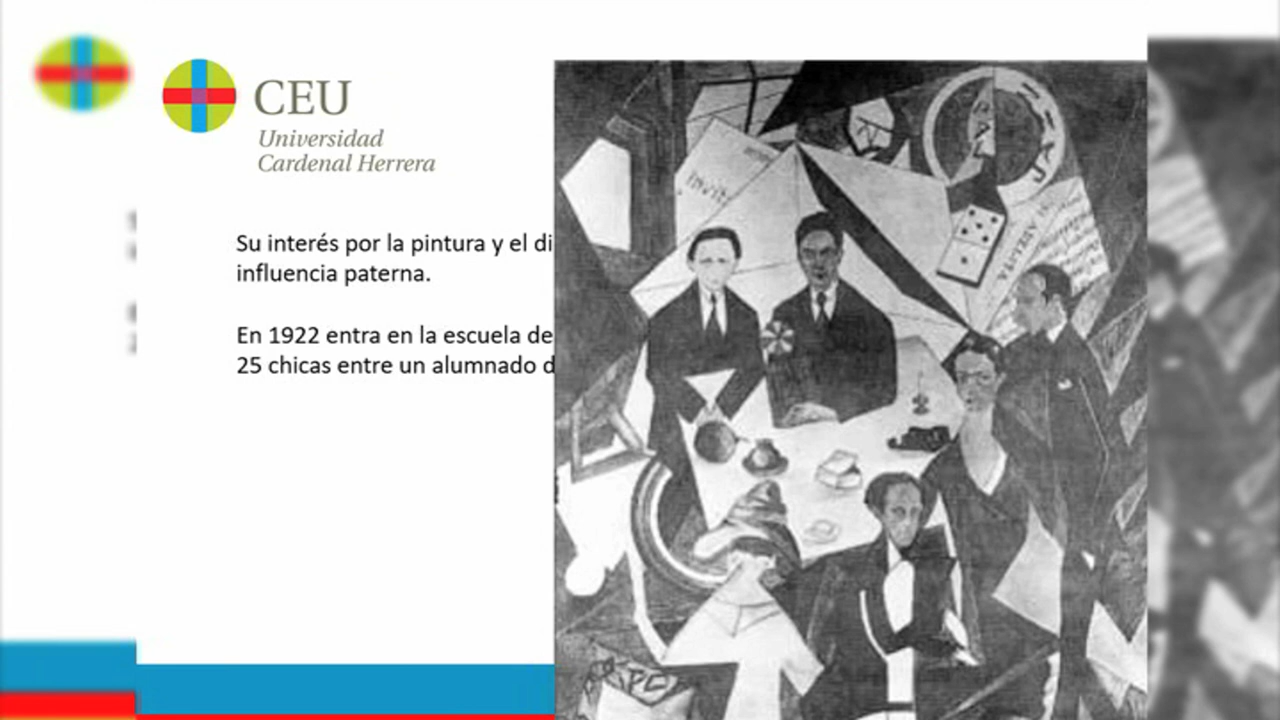 CEU
Universidad
Cardenal Herrera
Su interés por la pintura y el di
influencia paterna.
En 1922 entra en la escuela de
25 chicas entre un alumnado d